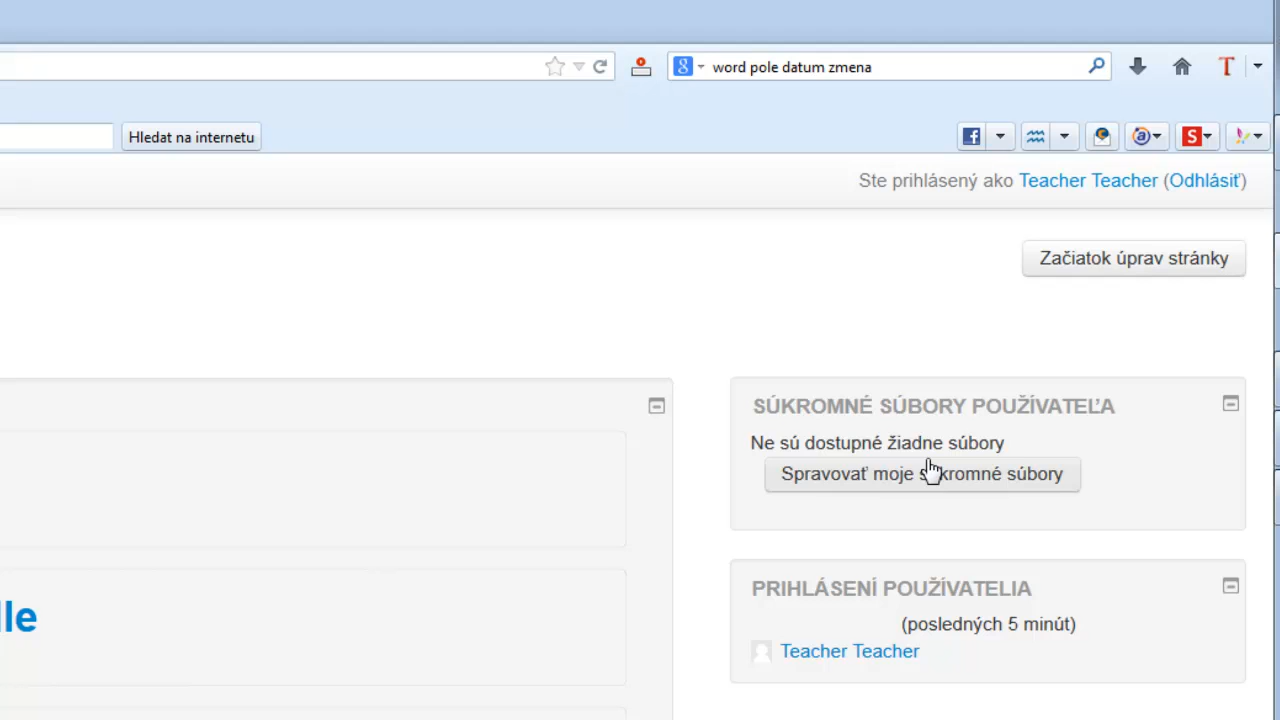 word pole datum zmena
Hledat na internetu
Ste prihlásený ako Teacher Teacher (Odhlásiť)
Začiatok úprav stránky
SÚKROMNÉ SÚBORY POUŽÍVATEĽA
Ne sú dostupné žiadne súbory
Spravovať moje súkromné súbory
lle
PRIHLÁSENÍ POUŽÍVATELIA
(posledných 5 minút)
Teacher Teacher